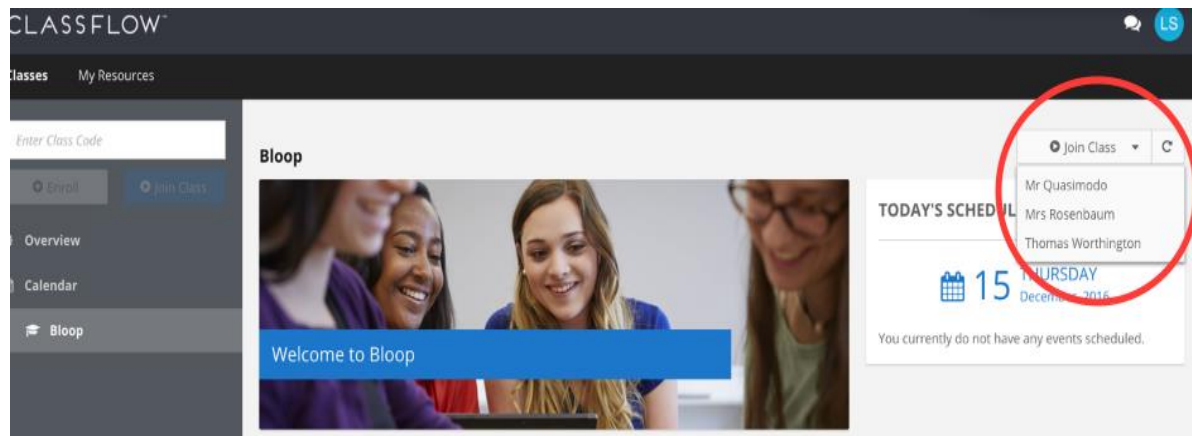 CLASSFLOW™
LS
Classes My Resources
Enter Class Code
Enroll Join Class
Overview
Calendar
Bloop
Bloop
Join Class
Mr Quasimodo
Mrs Rosenbaum
Thomas Worthington
Welcome to Bloop
TODAY'S SCHEDUL
15 THURSDAY
December, 2016
You currently do not have any events scheduled.